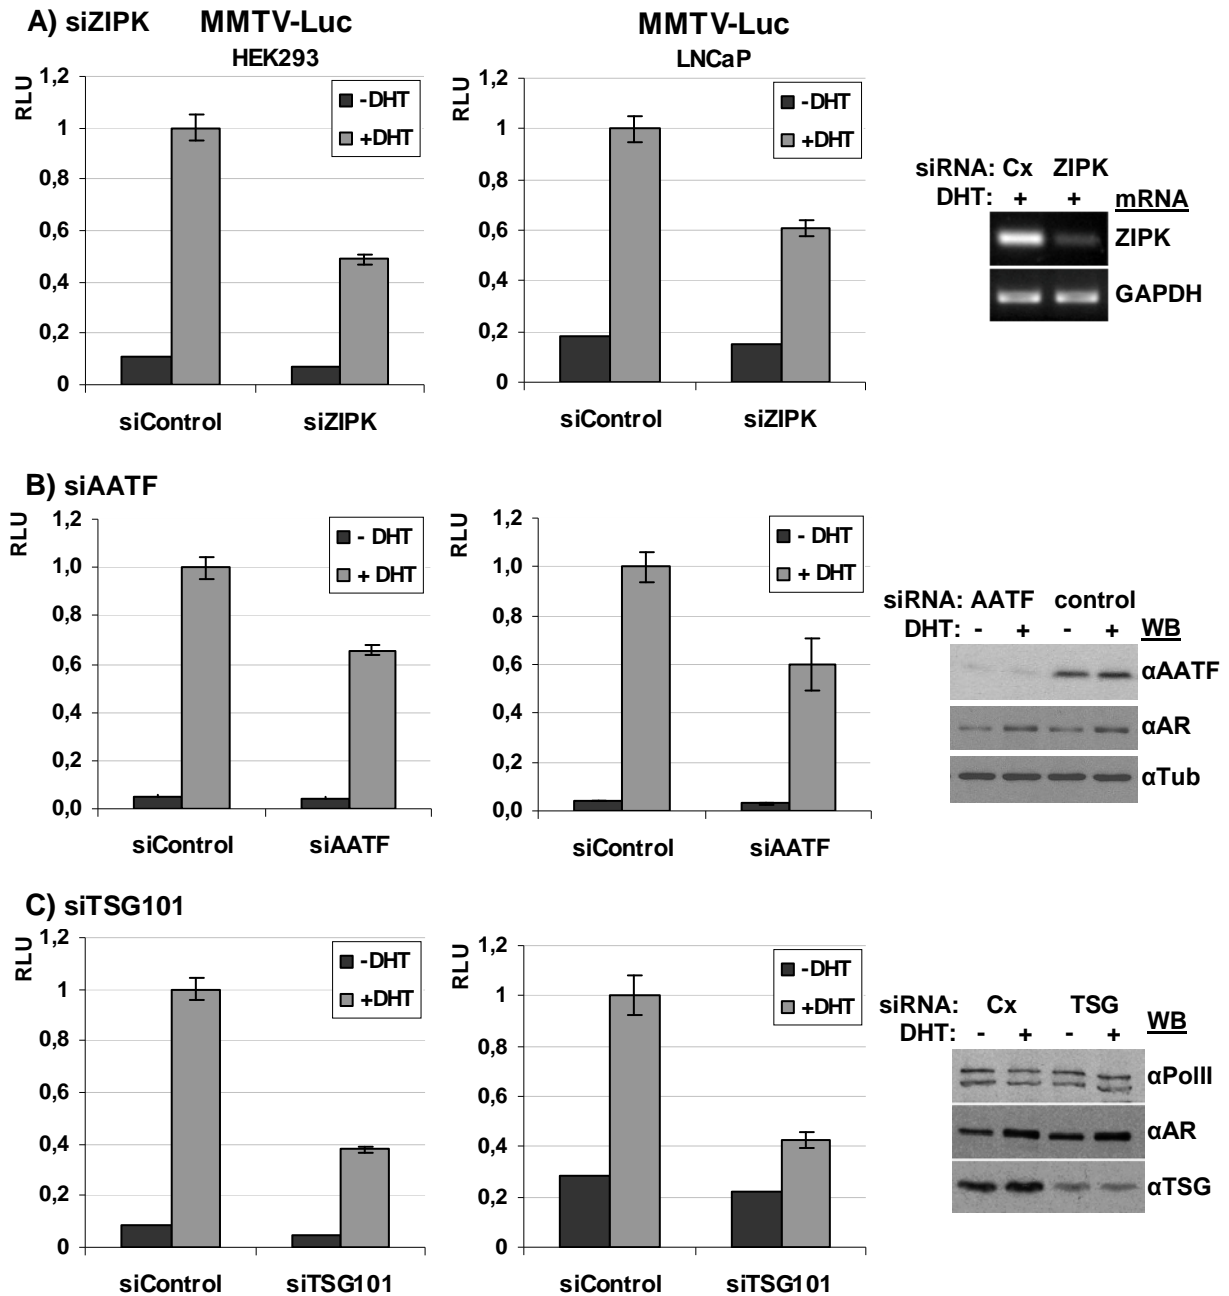 A) siZIPK MMTV-Luc
HEK293
RLU
1,2
1
0,8
0,6
0,4
0,2
0
-DHT
+DHT
siControl siZIPK
MMTV-Luc
LNCaP
RLU
1,2
1
0,8
0,6
0,4
0,2
0
-DHT
+DHT
siControl siZIPK
siRNA: Cx ZIPK
DHT: + + mRNA
ZIPK
GAPDH
B) siAATF
RLU
1,2
1,0
0,8
0,6
0,4
0,2
0,0
- DHT
+ DHT
siControl siAATF
RLU
1,2
1,0
0,8
0,6
0,4
0,2
0,0
- DHT
+ DHT
siControl siAATF
siRNA: AATF control
DHT: - + - + WB
αAATF
αAR
αTub
C) siTSG101
RLU
1,2
1
0,8
0,6
0,4
0,2
0
-DHT
+DHT
siControl siTSG101
RLU
1,2
1
0,8
0,6
0,4
0,2
0
-DHT
+DHT
siControl siTSG101
siRNA: Cx TSG
DHT: - + - + WB
αPolII
αAR
αTSG